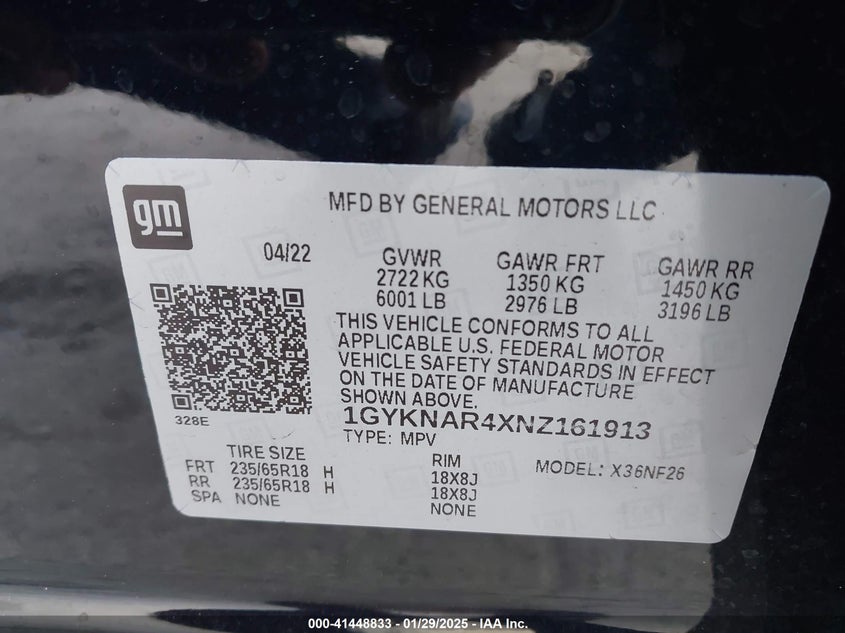 gm
MFD BY GENERAL MOTORS LLC
04/22
GVWR
2722 KG
6001 LB
GAWR FRT
1350 KG
2976 LB
GAWR RR
1450 KG
3196 LB
THIS VEHICLE CONFORMS TO ALL
APPLICABLE U.S. FEDERAL MOTOR
VEHICLE SAFETY STANDARDS IN EFFECT
ON THE DATE OF MANUFACTURE
SHOWN ABOVE.
328E
1GYKNAR4XNZ161913
TYPE: MPV
MODEL: X36NF26
TIRE SIZE
RIM
FRT 235/65R18 H 18X8J
RR 235/65R18 H 18X8J
SPA NONE NONE
000-41448833 - 01/29/2025 - IAA Inc.